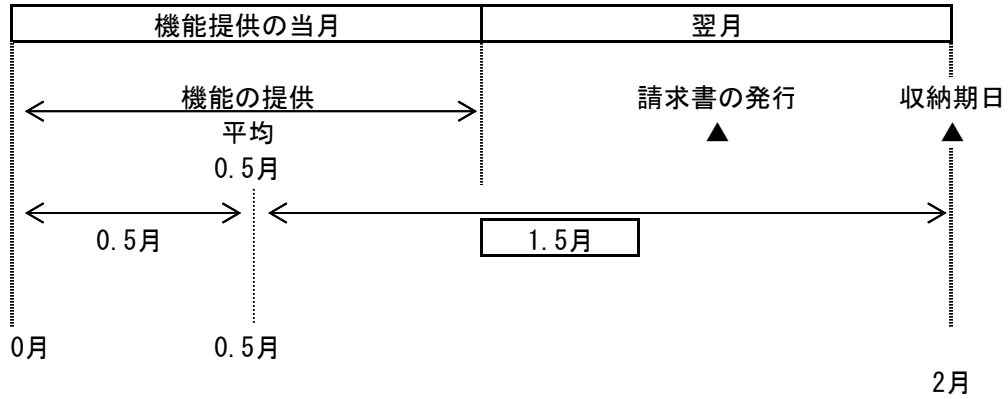 機能提供の当月 翌月
機能の提供 請求書の発行 収納期日
平均 ▲ ▲
0.5月
0.5月 1.5月
0月 0.5月
2月